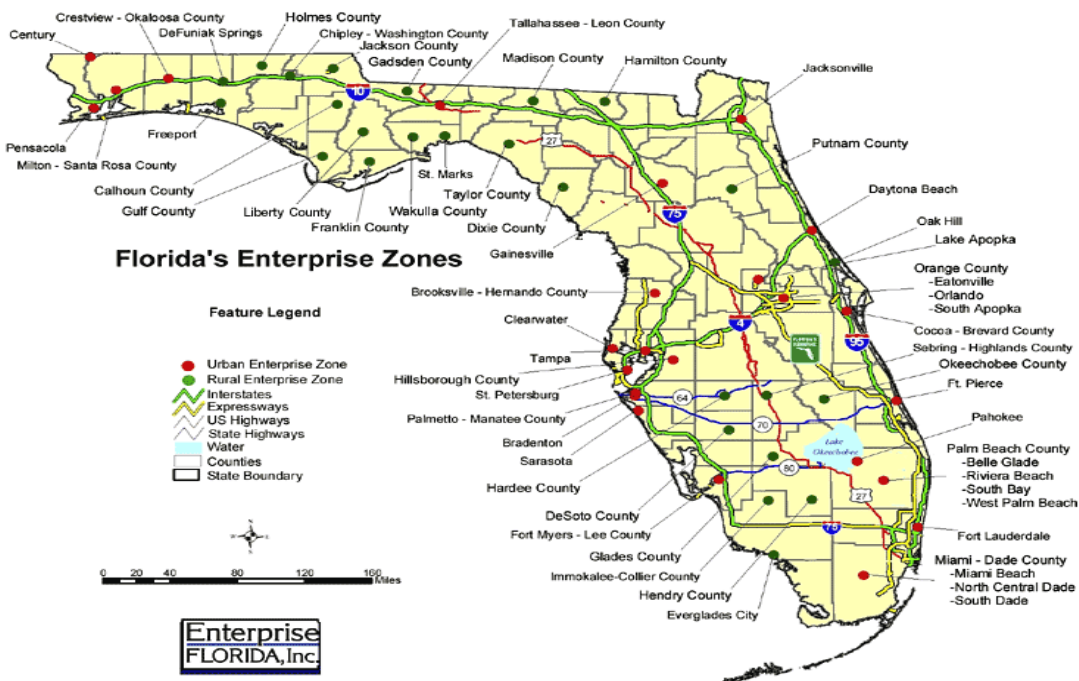 Crestview - Okaloosa County
Holmes County
Tallahassee - Leon County
Century
DeFuniak Springs
Chipley - Washington County
Jackson County
Gadsden County
Madison County
Hamilton County
Jacksonville
10
27
Pensacola
Milton - Santa Rosa County
Freeport
Calhoun County
Gulf County
Liberty County
Franklin County
St. Marks
Wakulla County
Taylor County
Dixie County
Gainesville
Putnam County
Daytona Beach
Oak Hill
Lake Apopka
75
Florida's Enterprise Zones
Orange County
-Eatonville
-Orlando
-South Apopka
Brooksville - Hernando County
Feature Legend
Clearwater
4
95
Cocoa - Brevard County
Sebring - Highlands County
Tampa
Okeechobee County
Urban Enterprise Zone
Rural Enterprise Zone
Interstates
Expressways
US Highways
State Highways
Water
Counties
State Boundary
Hillsborough County
St. Petersburg
64
Ft. Pierce
Palmetto - Manatee County
70
Pahokee
Bradenton
Sarasota
Lake
Okeechobee
Palm Beach County
-Belle Glade
-Riviera Beach
-South Bay
-West Palm Beach
80
27
Hardee County
DeSoto County
Fort Myers - Lee County
75
Fort Lauderdale
Glades County
Immokalee-Collier County
Hendry County
Everglades City
Miami - Dade County
-Miami Beach
-North Central Dade
-South Dade
N
0 20 40 80 120 160
Miles
Enterprise
FLORIDA,Inc.